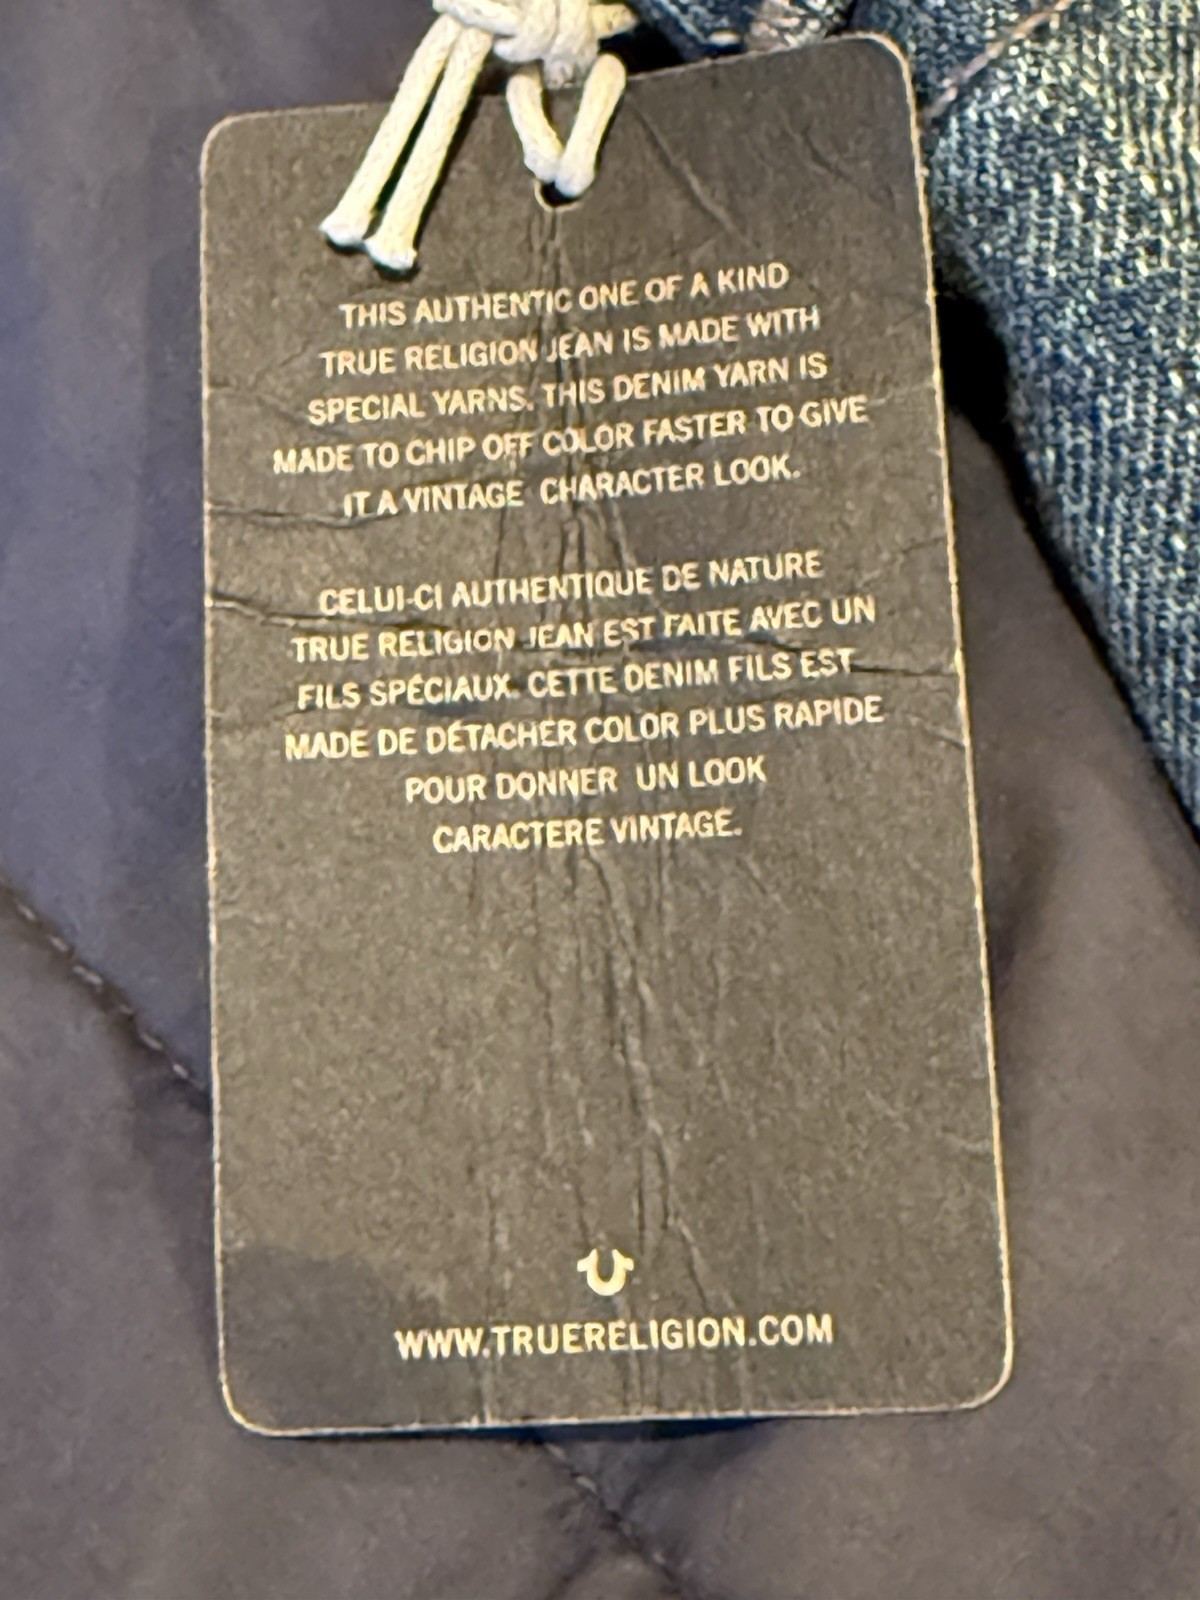 THIS AUTHENTIC ONE OF A KIND
TRUE RELIGION JEAN IS MADE WITH
SPECIAL YARNS. THIS DENIM YARN IS
MADE TO CHIP OFF COLOR FASTER TO GIVE
IT A VINTAGE CHARACTER LOOK.
CELUI-CI AUTHENTIQUE DE NATURE
TRUE RELIGION JEAN EST FAITE AVEC UN
FILS SPÉCIAUX. CETTE DENIM FILS EST
MADE DE DÉTACHER COLOR PLUS RAPIDE
POUR DONNER UN LOOK
CARACTERE VINTAGE.
WWW.TRUERELIGION.COM